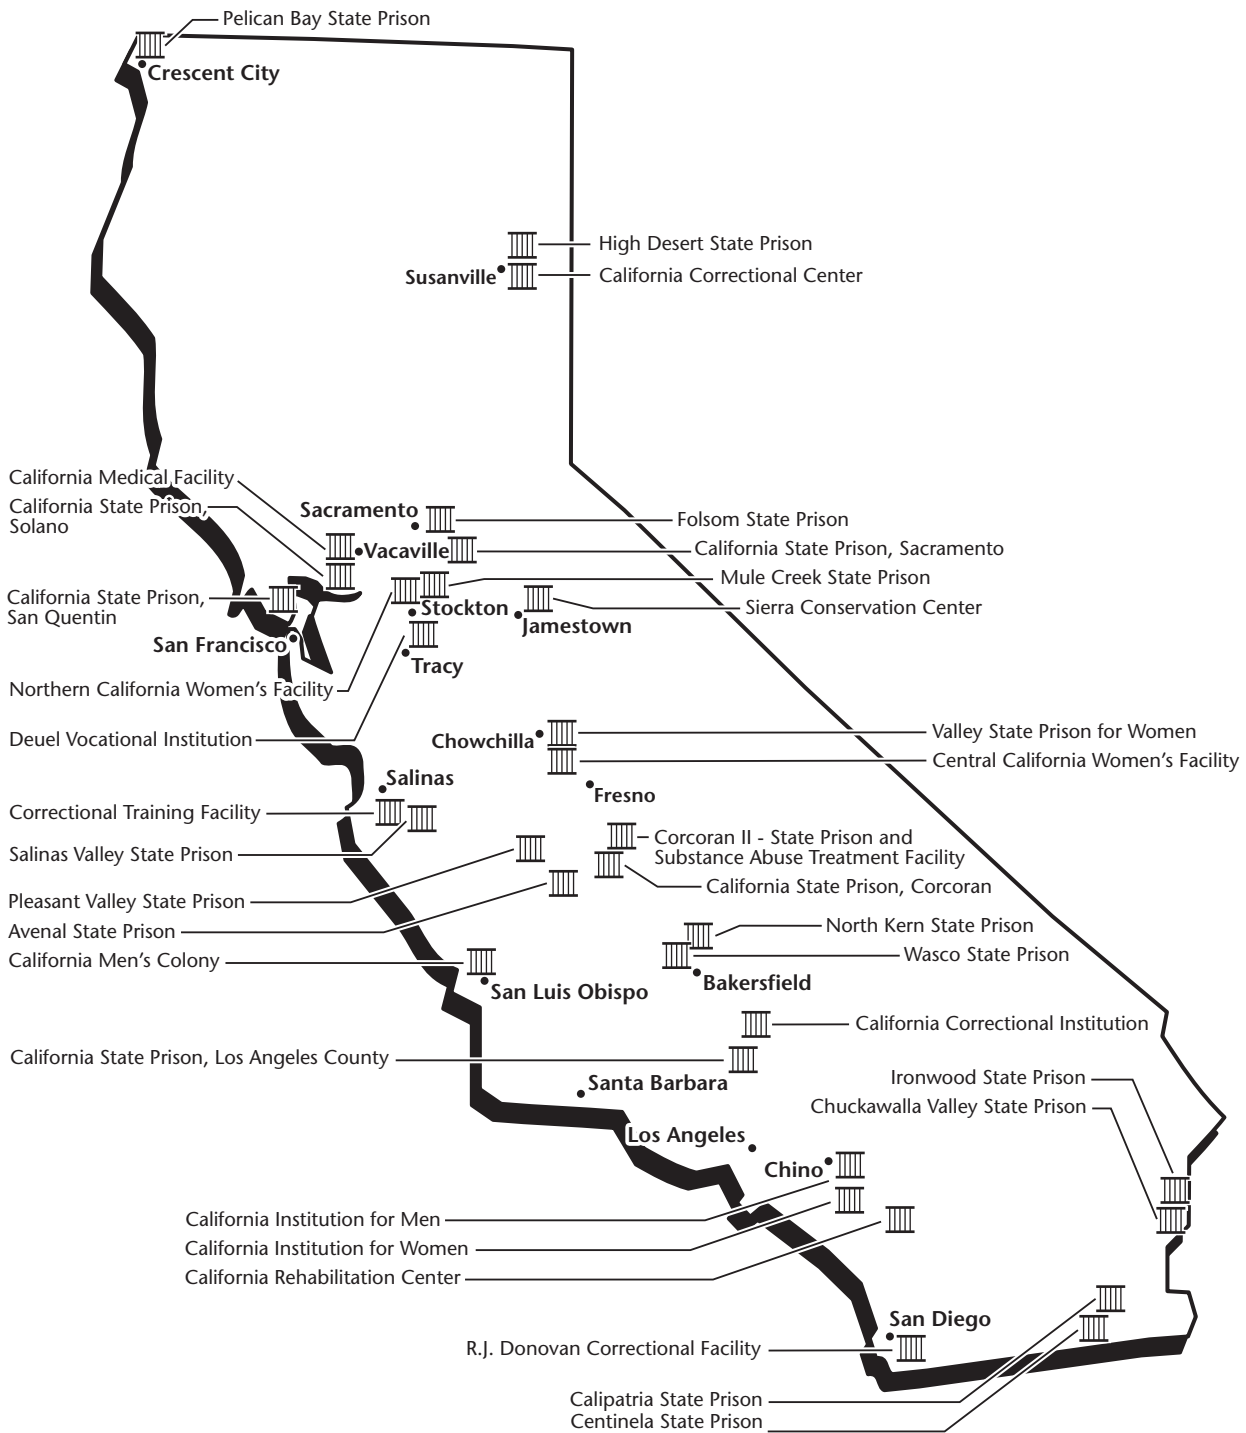 Pelican Bay State Prison
Crescent City
High Desert State Prison
Susanville
California Correctional Center
California Medical Facility
California State Prison,
Solano
Sacramento
Folsom State Prison
Vacaville
California State Prison, Sacramento
Mule Creek State Prison
California State Prison,
San Quentin
Stockton
Sierra Conservation Center
Jamestown
San Francisco
Tracy
Northern California Women's Facility
Deuel Vocational Institution
Chowchilla
Valley State Prison for Women
Central California Women's Facility
Salinas
Fresno
Correctional Training Facility
Salinas Valley State Prison
Corcoran II - State Prison and
Substance Abuse Treatment Facility
California State Prison, Corcoran
Pleasant Valley State Prison
Avenal State Prison
North Kern State Prison
California Men's Colony
Wasco State Prison
San Luis Obispo
Bakersfield
California Correctional Institution
California State Prison, Los Angeles County
Santa Barbara
Ironwood State Prison
Chuckawalla Valley State Prison
Los Angeles
Chino
California Institution for Men
California Institution for Women
California Rehabilitation Center
San Diego
R.J. Donovan Correctional Facility
Calipatria State Prison
Centinela State Prison